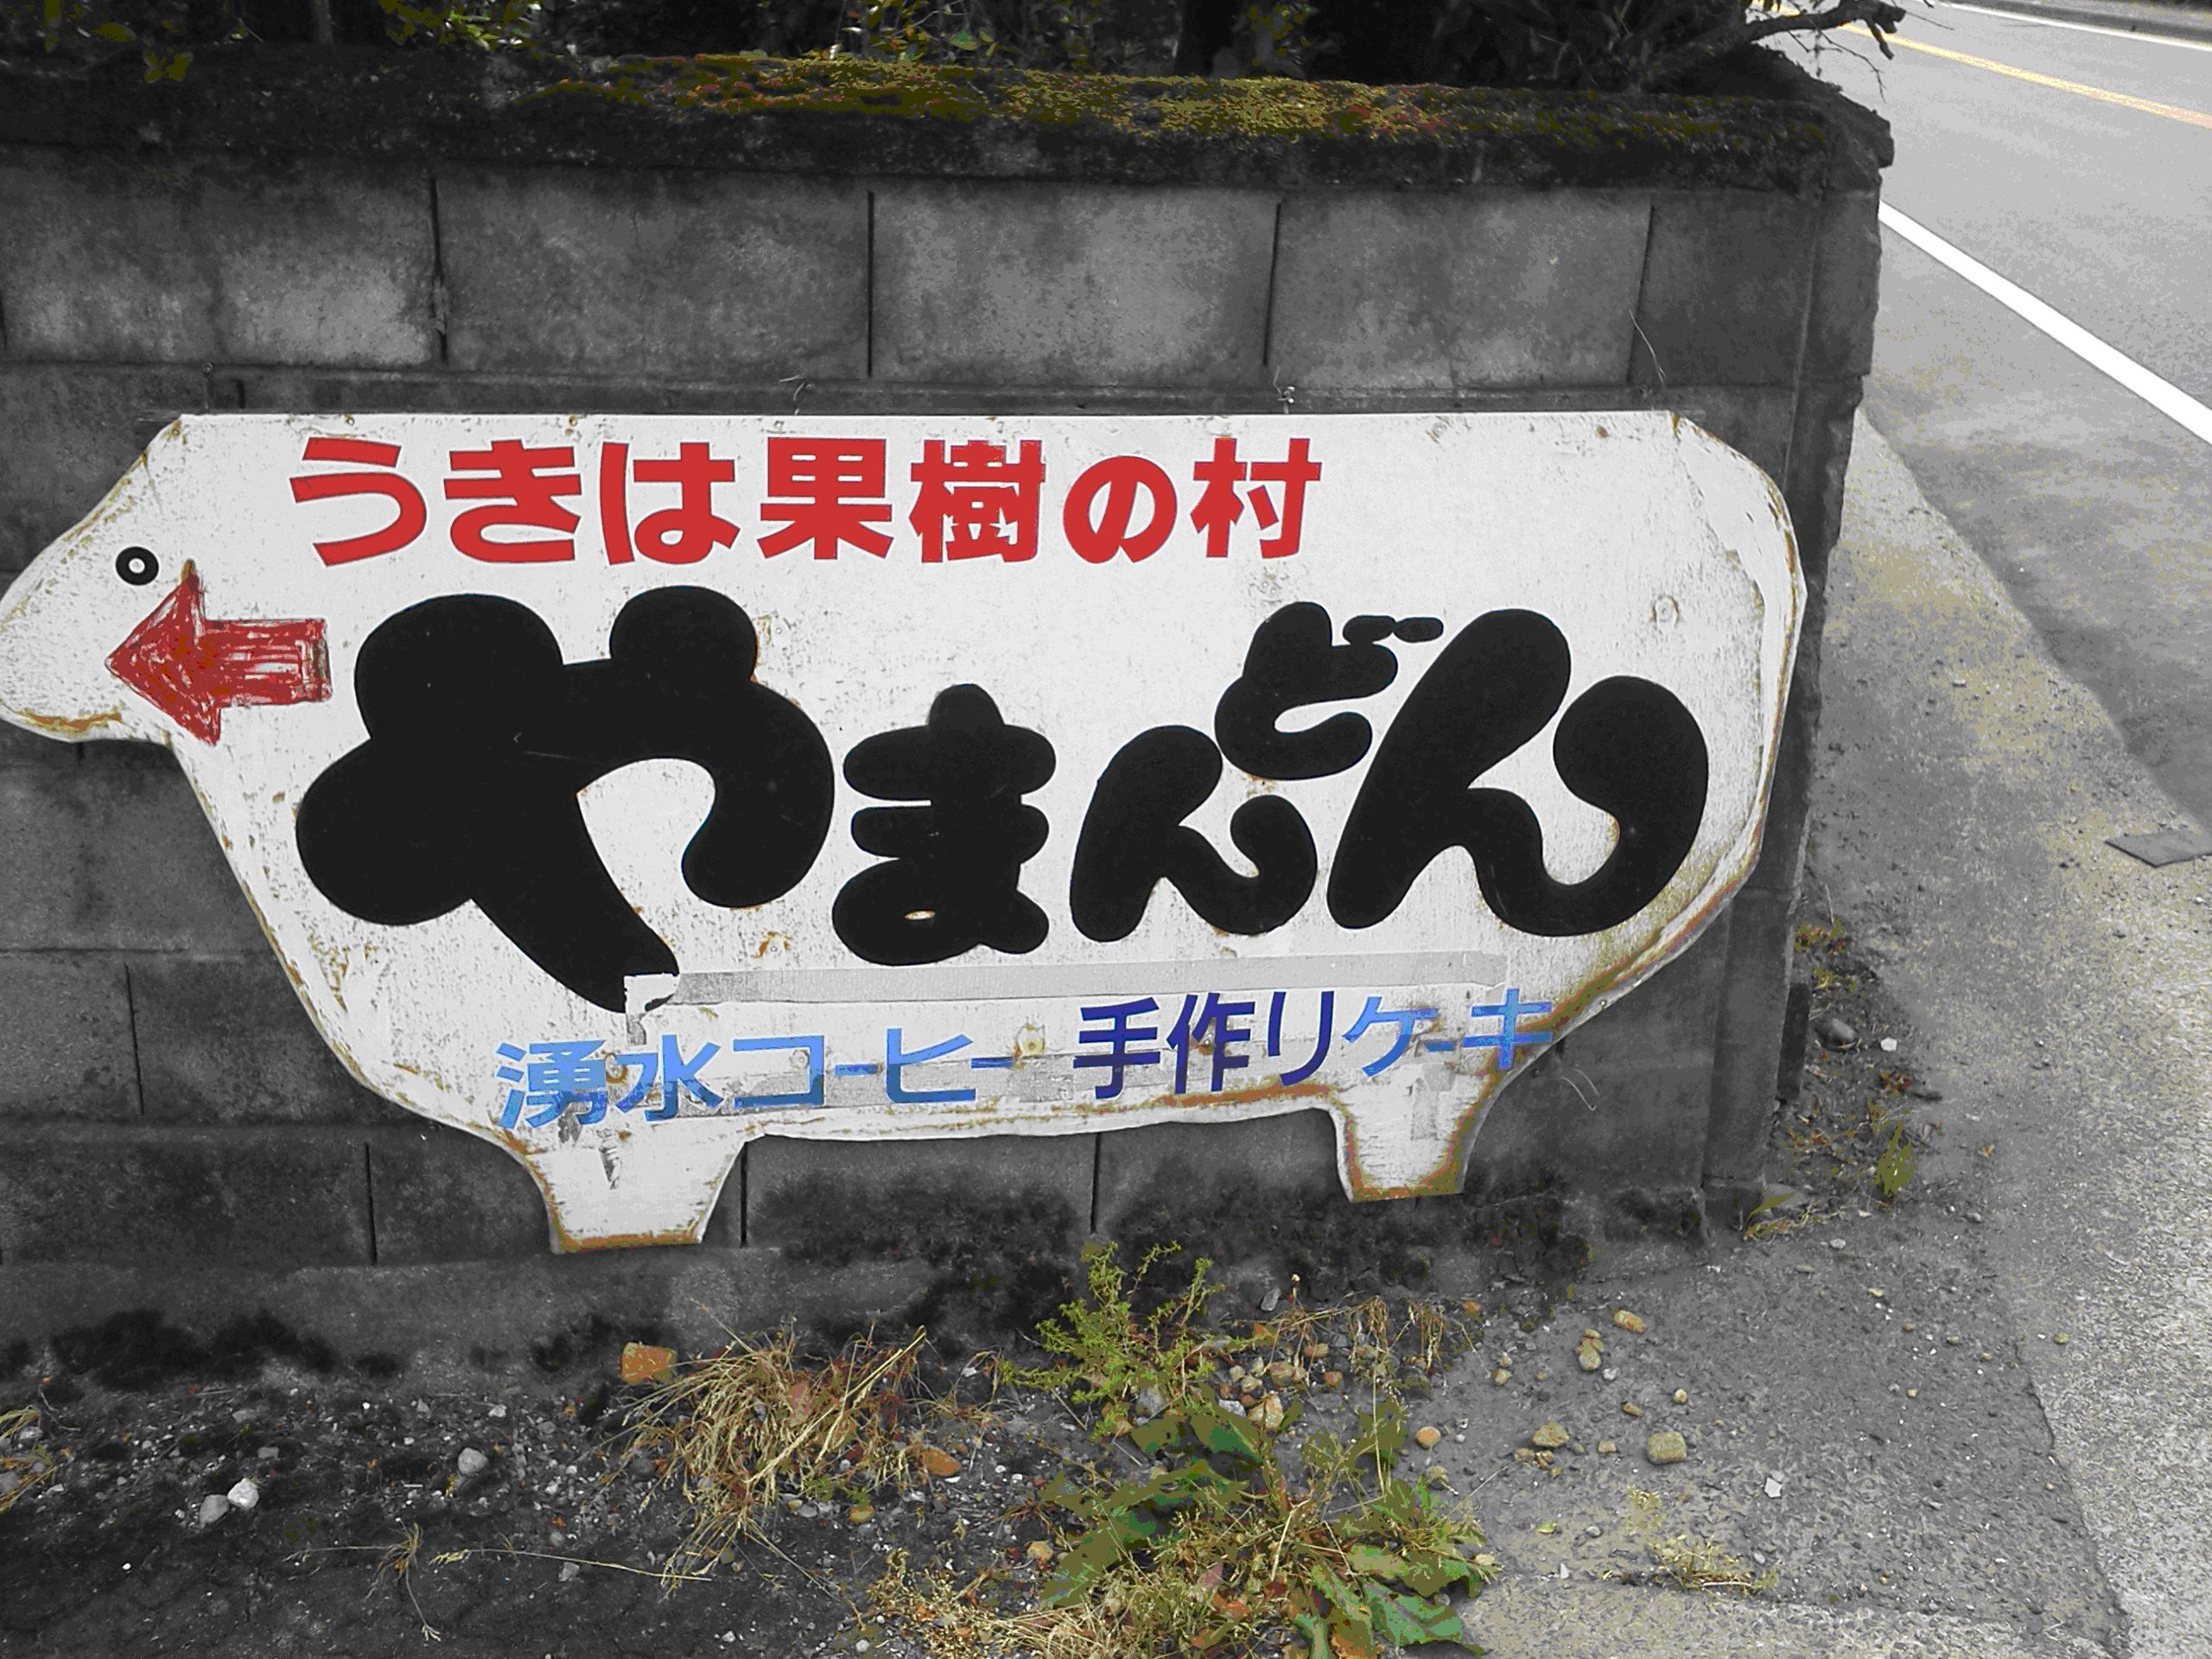 うきは果樹の村
やまんどん
湧水コーヒー 手作りケーキ